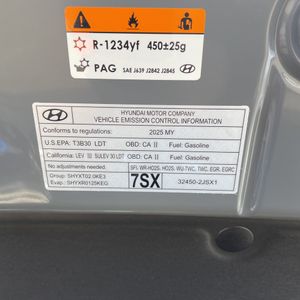 R-1234yf 450±25g
PAG SAE J639 J2842 J2845
HYUNDAI MOTOR COMPANY
VEHICLE EMISSION CONTROL INFORMATION
Conforms to regulations: 2025 MY
U.S.EPA: T3B30 LDT OBD: CA II Fuel: Gasoline
California: LEV III SULEV 30 LDT OBD: CA II Fuel: Gasoline
No adjustments needed. SFI, WR-HO2S, HO2S, WU-TWC, TWC, EGR, EGRC
Group: SHYXT02.0KE3
Evap.: SHYXR0125KEG
7SX 32450-2JSX1